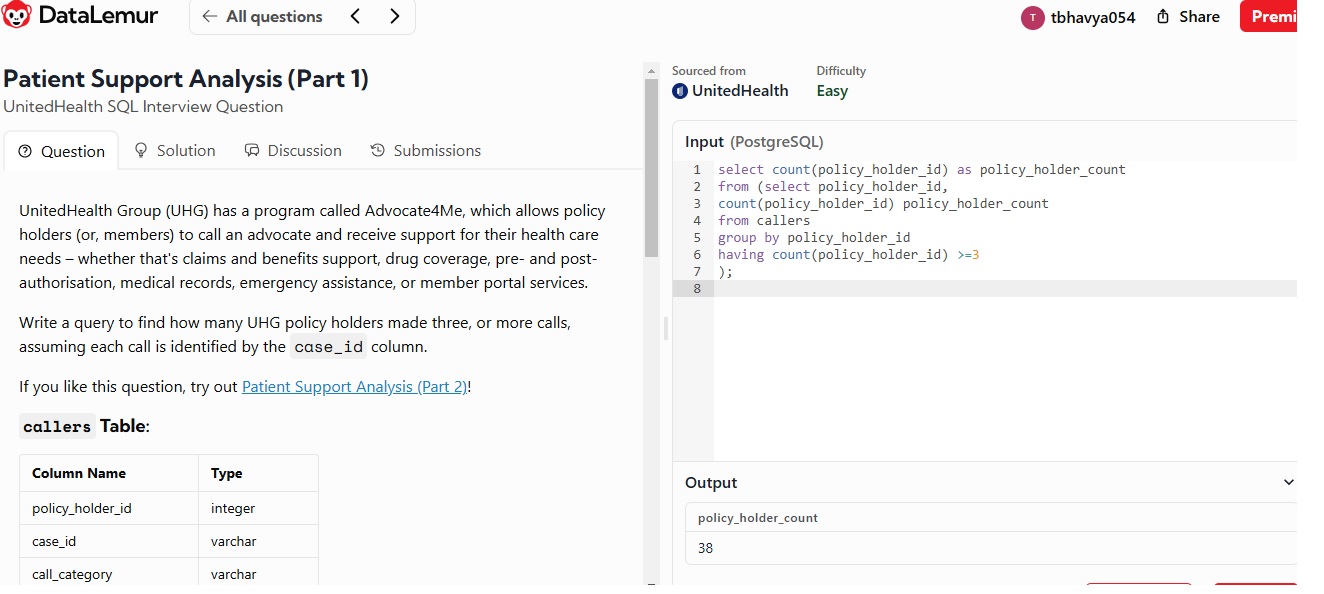 DataLemur
← All questions
T tbhavya054
Share
Premi
Patient Support Analysis (Part 1)
UnitedHealth SQL Interview Question
Question
Solution
Discussion
Submissions
UnitedHealth Group (UHG) has a program called Advocate4Me, which allows policy
holders (or, members) to call an advocate and receive support for their health care
needs – whether that's claims and benefits support, drug coverage, pre- and post-
authorisation, medical records, emergency assistance, or member portal services.
Write a query to find how many UHG policy holders made three, or more calls,
assuming each call is identified by the case_id column.
If you like this question, try out Patient Support Analysis (Part 2)!
callers Table:
Column Name Type
policy_holder_id integer
case_id varchar
call_category varchar
Sourced from
UnitedHealth
Difficulty
Easy
Input (PostgreSQL)
1 select count(policy_holder_id) as policy_holder_count
2 from (select policy_holder_id,
3 count(policy_holder_id) policy_holder_count
4 from callers
5 group by policy_holder_id
6 having count(policy_holder_id) >=3
7 );
8
Output
policy_holder_count
38